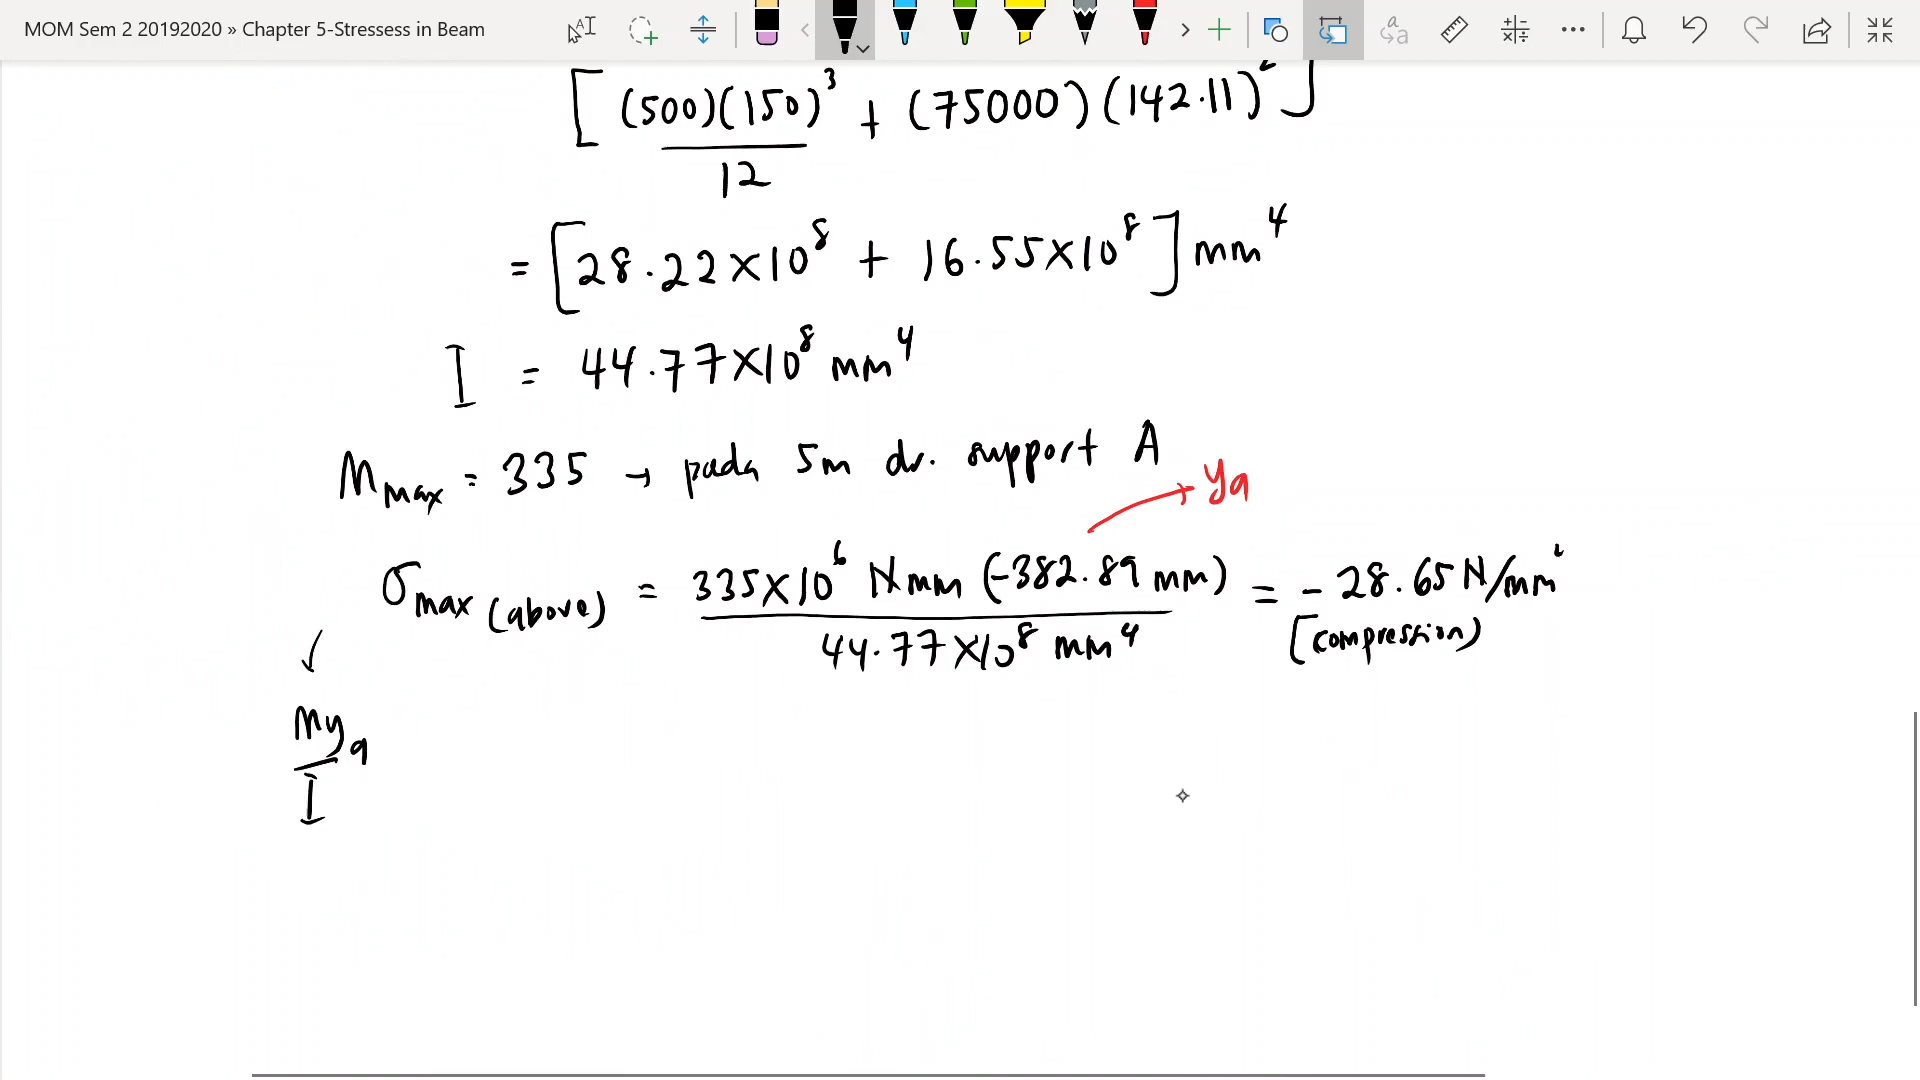 MOM Sem 2 20192020 » Chapter 5-Stressess in Beam
[ (500)(150)³ / 12 + (75000)(142.11)² ]
= [28.22×10⁸ + 16.55×10⁸] mm⁴
I = 44.77×10⁸ mm⁴
Mmax = 335 → pada 5m dr. support A
ya
σmax (above) = 335×10⁶ Nmm (-382.89 mm) / 44.77×10⁸ mm⁴ = -28.65 N/mm²
[compression)
Mya
I